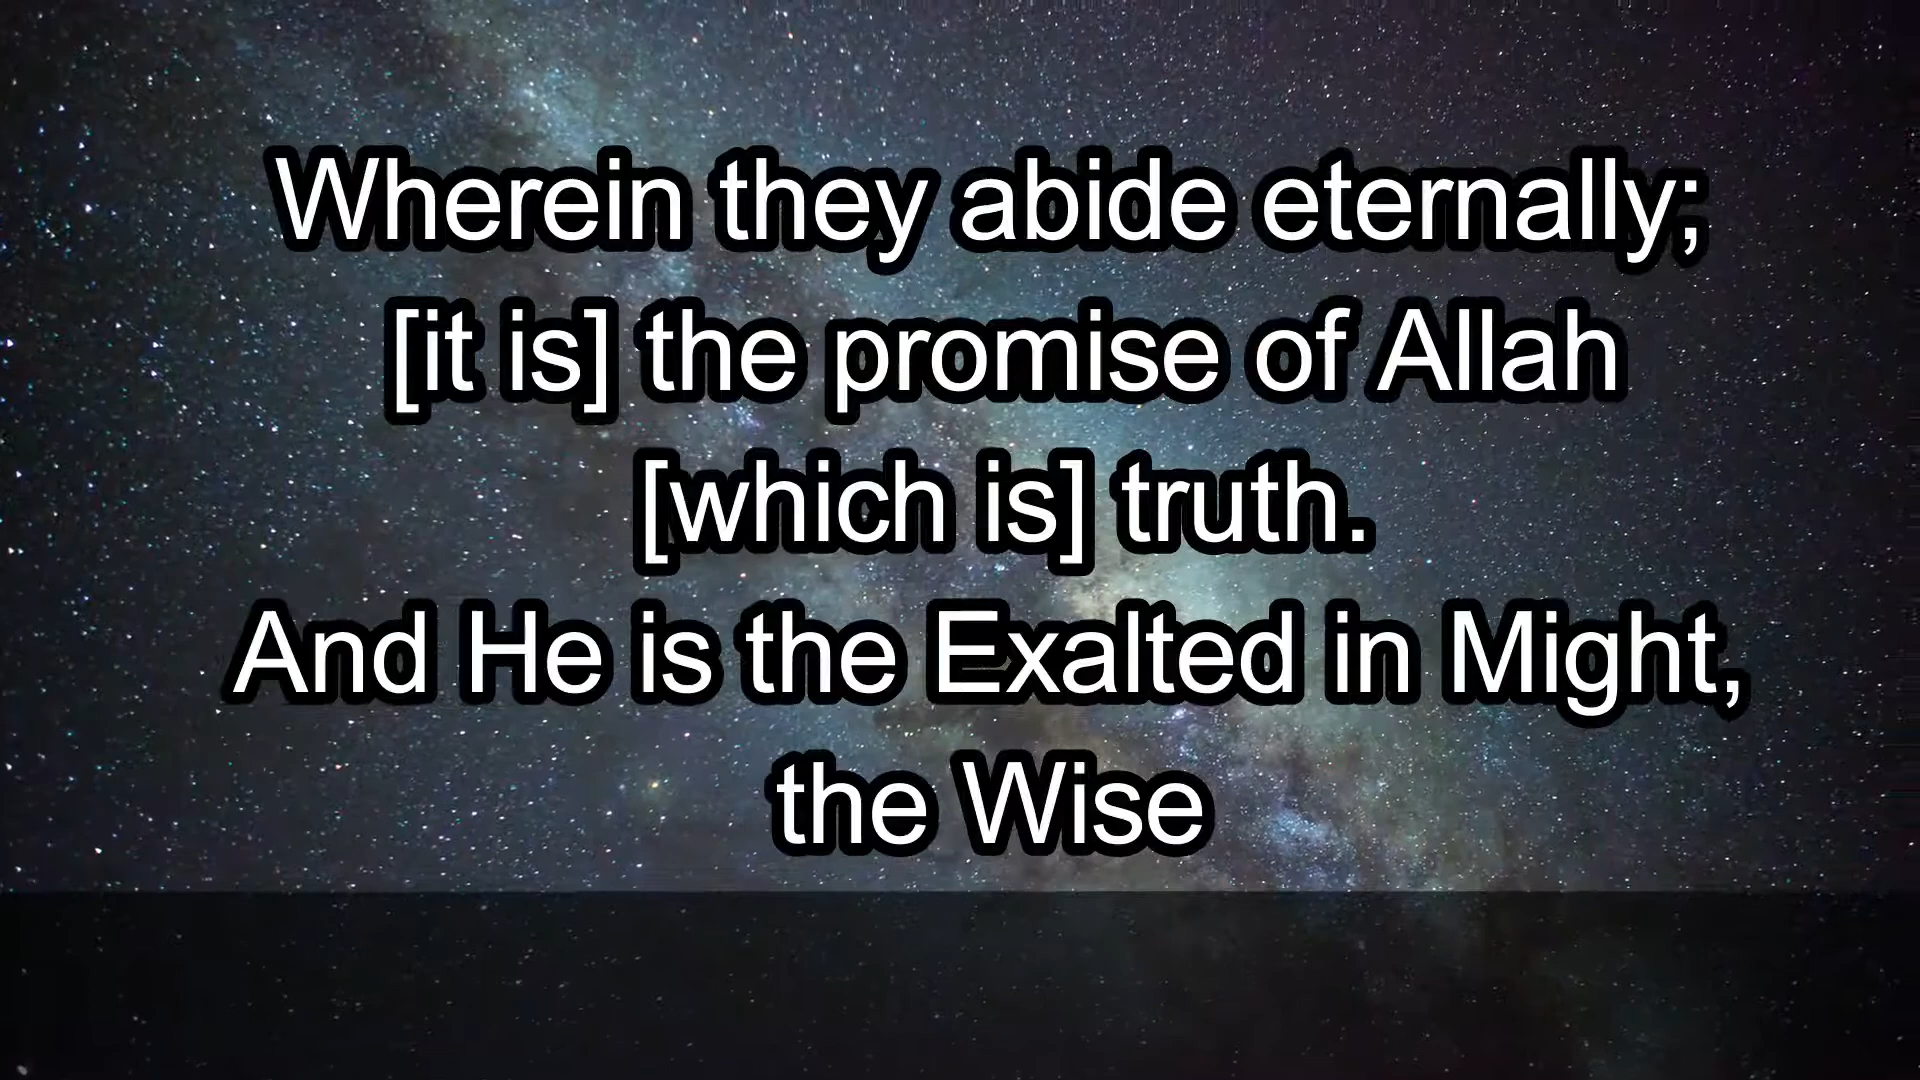 Wherein they abide eternally;
[it is] the promise of Allah
[which is] truth.
And He is the Exalted in Might,
the Wise